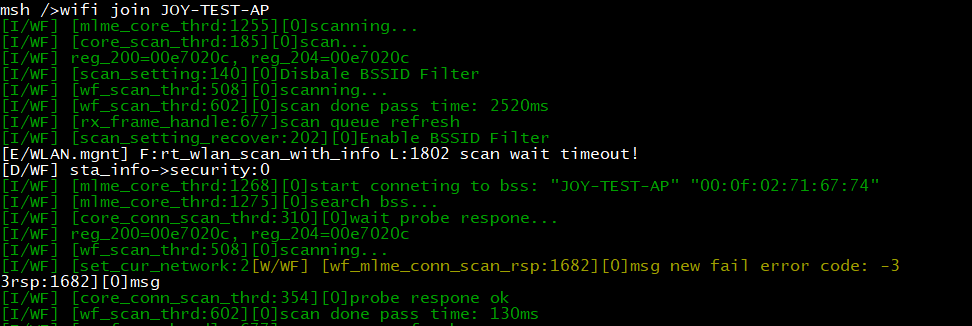 msh />wifi join JOY-TEST-AP
[I/WF] [mlme_core_thrd:1255][0]scanning...
[I/WF] [core_scan_thrd:185][0]scan...
[I/WF] reg_200=00e7020c, reg_204=00e7020c
[I/WF] [scan_setting:140][0]Disbale BSSID Filter
[I/WF] [wf_scan_thrd:508][0]scanning...
[I/WF] [wf_scan_thrd:602][0]scan done pass time: 2520ms
[I/WF] [rx_frame_handle:677]scan queue refresh
[I/WF] [scan_setting_recover:202][0]Enable BSSID Filter
[E/WLAN.mgnt] F:rt_wlan_scan_with_info L:1802 scan wait timeout!
[D/WF] sta_info->security:0
[I/WF] [mlme_core_thrd:1268][0]start conneting to bss: "JOY-TEST-AP" "00:0f:02:71:67:74"
[I/WF] [mlme_core_thrd:1275][0]search bss...
[I/WF] [core_conn_scan_thrd:310][0]wait probe respone...
[I/WF] reg_200=00e7020c, reg_204=00e7020c
[I/WF] [wf_scan_thrd:508][0]scanning...
[I/WF] [set_cur_network:2[W/WF] [wf_mlme_conn_scan_rsp:1682][0]msg new fail error code: -3
3rsp:1682][0]msg
[I/WF] [core_conn_scan_thrd:354][0]probe respone ok
[I/WF] [wf_scan_thrd:602][0]scan done pass time: 130ms